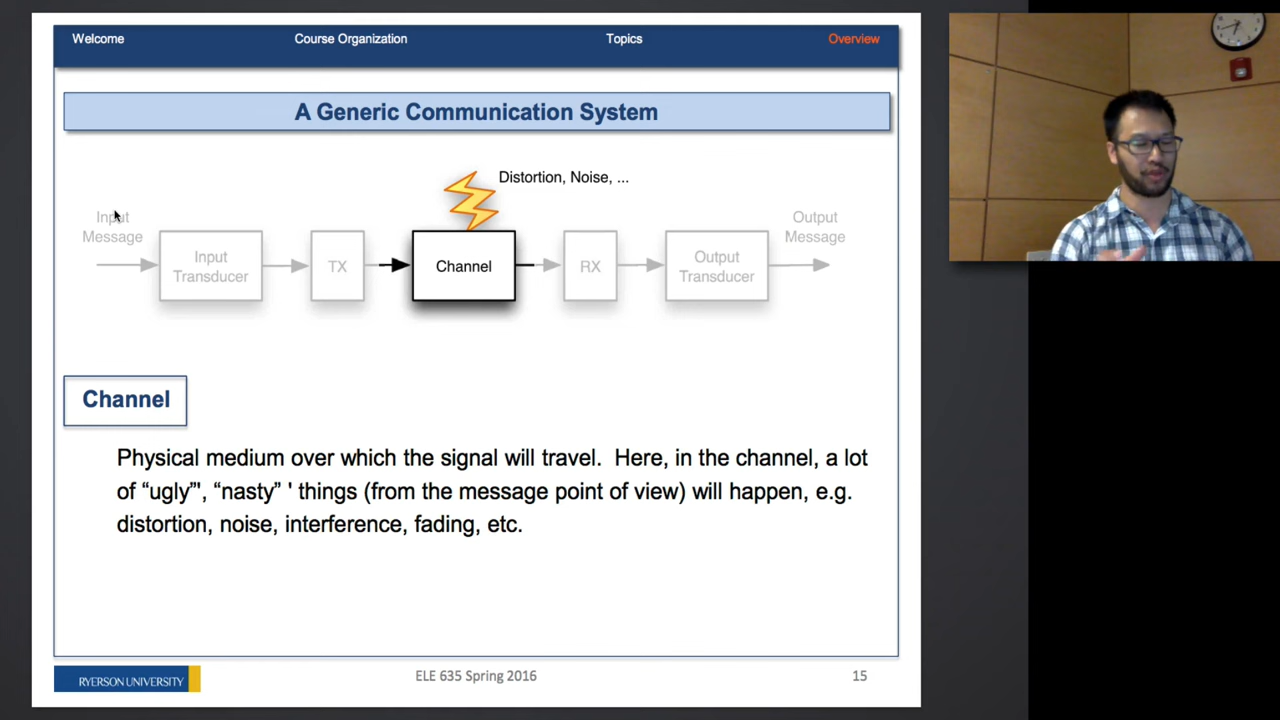 Welcome
Course Organization
Topics
Overview
A Generic Communication System
Distortion, Noise, ...
Input
Message
Input
Transducer
TX
Channel
RX
Output
Transducer
Output
Message
Channel
Physical medium over which the signal will travel. Here, in the channel, a lot
of “ugly”', “nasty” ' things (from the message point of view) will happen, e.g.
distortion, noise, interference, fading, etc.
RYERSON UNIVERSITY
ELE 635 Spring 2016
15